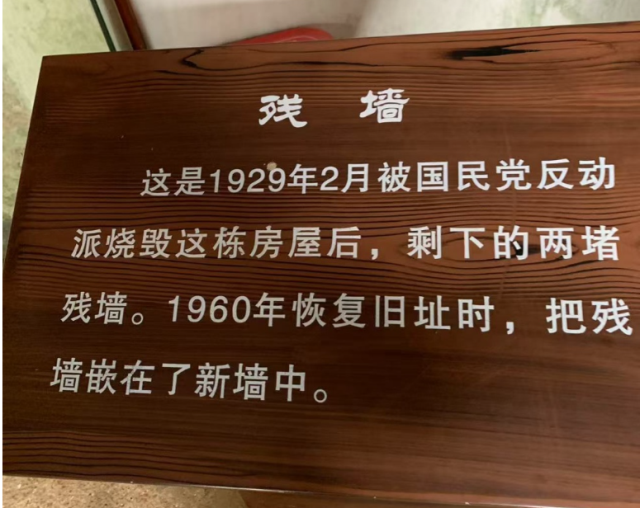 残墙
这是1929年2月被国民党反动
派烧毁这栋房屋后，剩下的两堵
残墙。1960年恢复旧址时，把残
墙嵌在了新墙中。